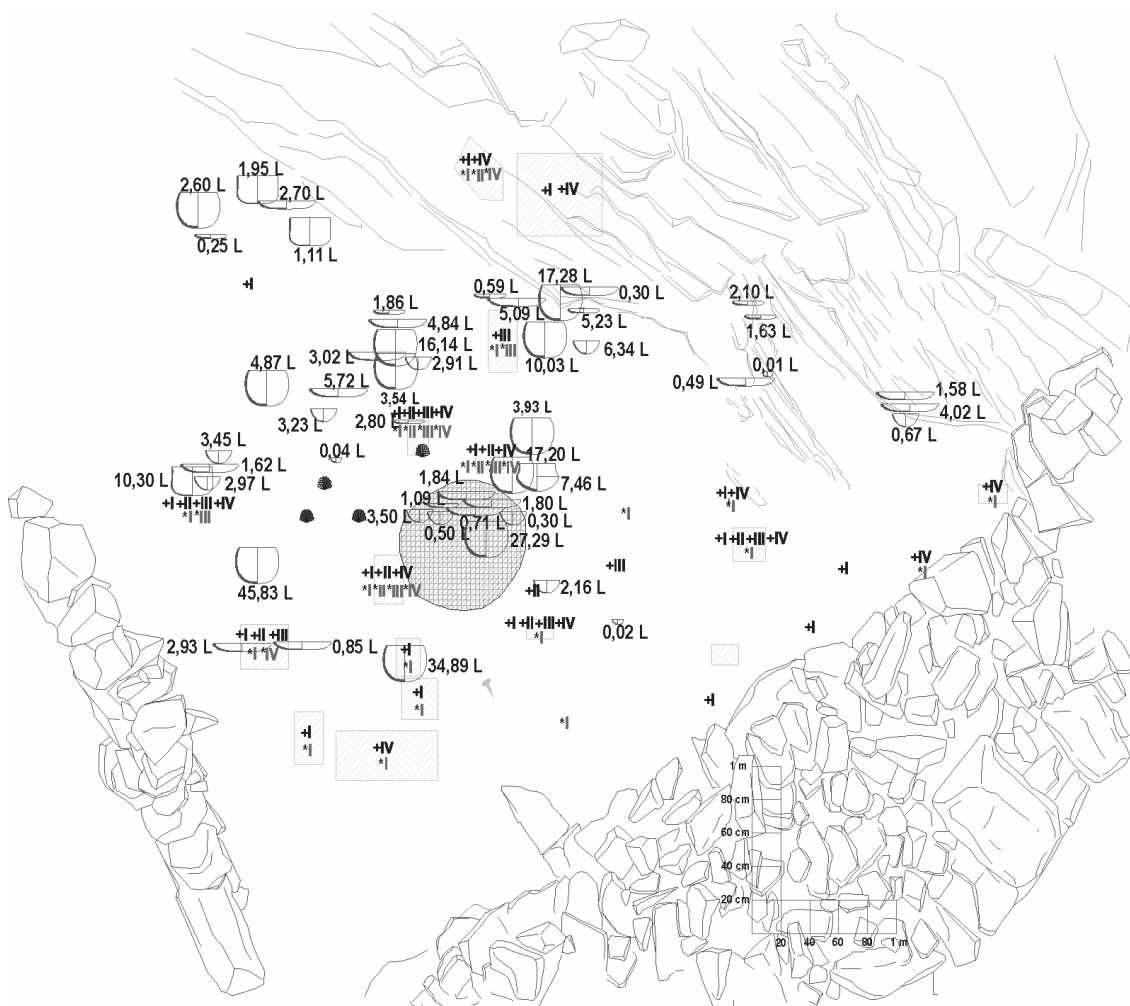 +I+IV
*I*II*IV
+I +IV
1,95 L
2,60 L
2,70 L
0,25 L
1,11 L
+I
17,28 L
0,59 L
0,30 L
2,10 L
1,86 L
5,09 L
5,23 L
1,63 L
4,84 L
+III
*I*III
16,14 L
6,34 L
3,02 L
2,91 L
10,03 L
4,87 L
0,01 L
5,72 L
0,49 L
1,58 L
3,54 L
3,93 L
4,02 L
+I+II+III+IV
2,80 L
*I*II*III*IV
3,23 L
0,67 L
3,45 L
0,04 L
+I+II+IV
*I*II*III*IV
17,20 L
1,62 L
10,30 L
2,97 L
1,84 L
7,46 L
+I+IV
*I
+IV
*I
+I+II+III+IV
*I*III
1,09 L
1,80 L
3,50 L
0,71 L
0,30 L
*I
0,50 L
27,29 L
+I+II+III+IV
*I
+IV
*I
+III
+I
+I+II+IV
*I*II*III*IV
45,83 L
+II
2,16 L
+I+II+III+IV
*I
0,02 L
+I
+I +II +III
2,93 L
*I*IV
0,85 L
+I
*I
34,89 L
+I
*I
+I
*I
+I
*I
+IV
*I
1 m
80 cm
60 cm
40 cm
20 cm
20 40 60 80 1 m